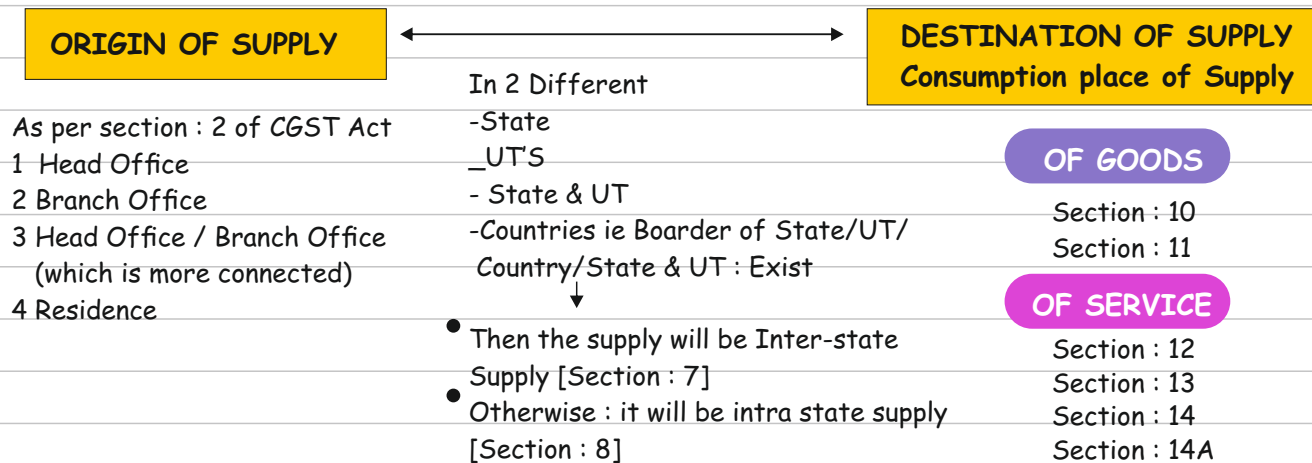 ORIGIN OF SUPPLY
As per section : 2 of CGST Act
1 Head Office
2 Branch Office
3 Head Office / Branch Office
(which is more connected)
4 Residence
In 2 Different
-State
_UT'S
- State & UT
-Countries ie Boarder of State/UT/
Country/State & UT : Exist
Then the supply will be Inter-state
Supply [Section : 7]
Otherwise : it will be intra state supply
[Section : 8]
DESTINATION OF SUPPLY
Consumption place of Supply
OF GOODS
Section : 10
Section : 11
OF SERVICE
Section : 12
Section : 13
Section : 14
Section : 14A